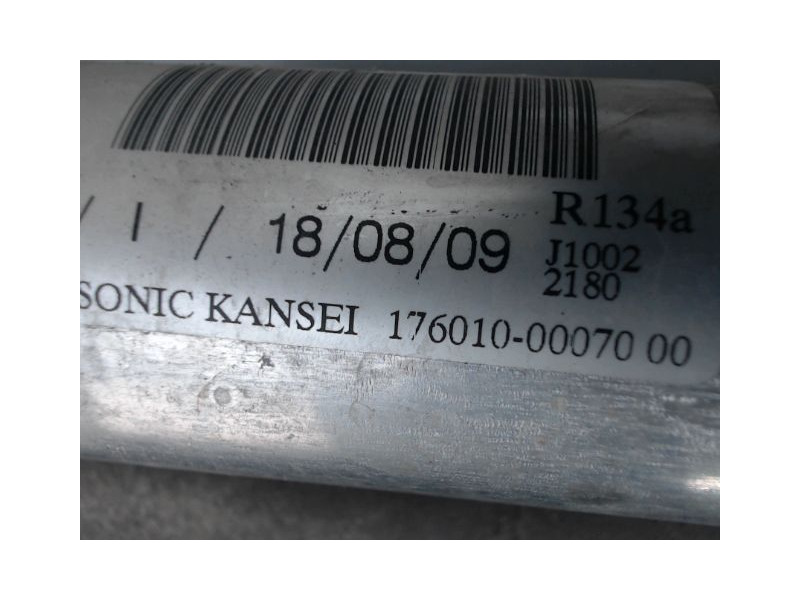 R134a
/ I / 18/08/09 J1002
2180
SONIC KANSEI 176010-00070 00